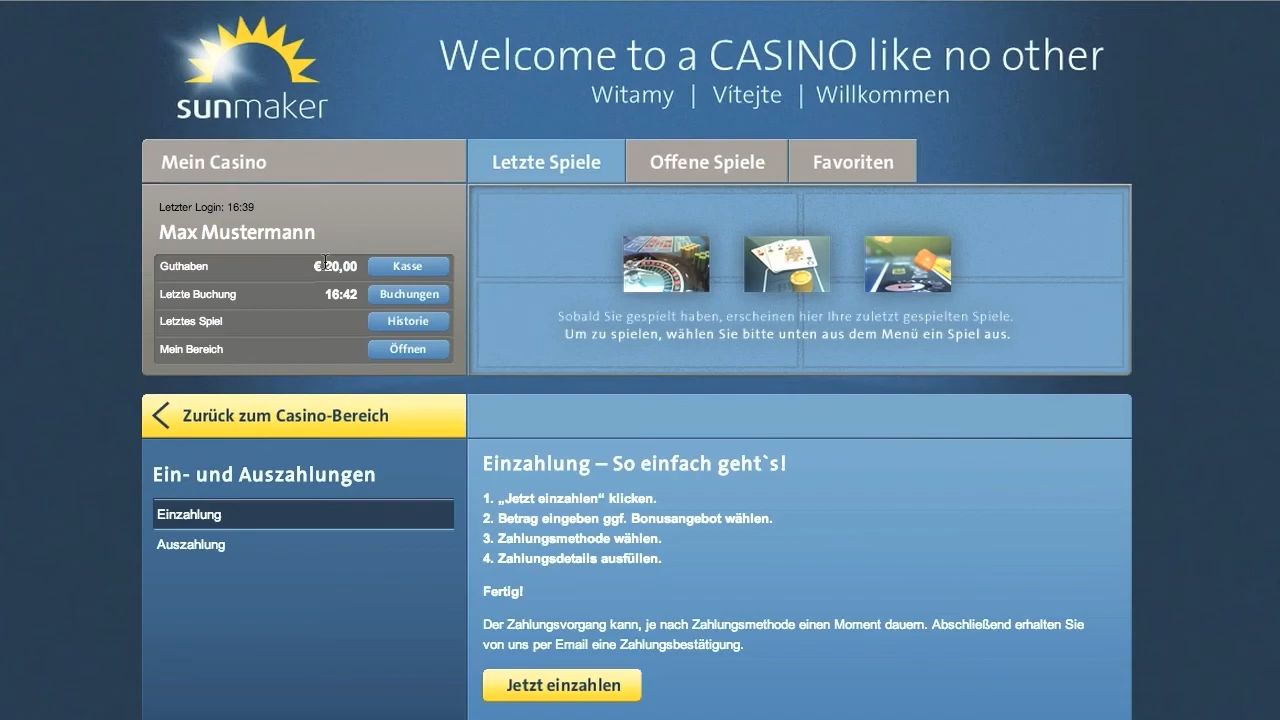 sunmaker
Welcome to a CASINO like no other
Witamy | Vítejte | Willkommen
Mein Casino
Letzte Spiele
Offene Spiele
Favoriten
Letzter Login: 16:39
Max Mustermann
Guthaben € 20,00 Kasse
Letzte Buchung 16:42 Buchungen
Letztes Spiel Historie
Mein Bereich Öffnen
Sobald Sie gespielt haben, erscheinen hier Ihre zuletzt gespielten Spiele.
Um zu spielen, wählen Sie bitte unten aus dem Menü ein Spiel aus.
Zurück zum Casino-Bereich
Ein- und Auszahlungen
Einzahlung
Auszahlung
Einzahlung – So einfach geht`s!
1. „Jetzt einzahlen“ klicken.
2. Betrag eingeben ggf. Bonusangebot wählen.
3. Zahlungsmethode wählen.
4. Zahlungsdetails ausfüllen.
Fertig!
Der Zahlungsvorgang kann, je nach Zahlungsmethode einen Moment dauern. Abschließend erhalten Sie
von uns per Email eine Zahlungsbestätigung.
Jetzt einzahlen